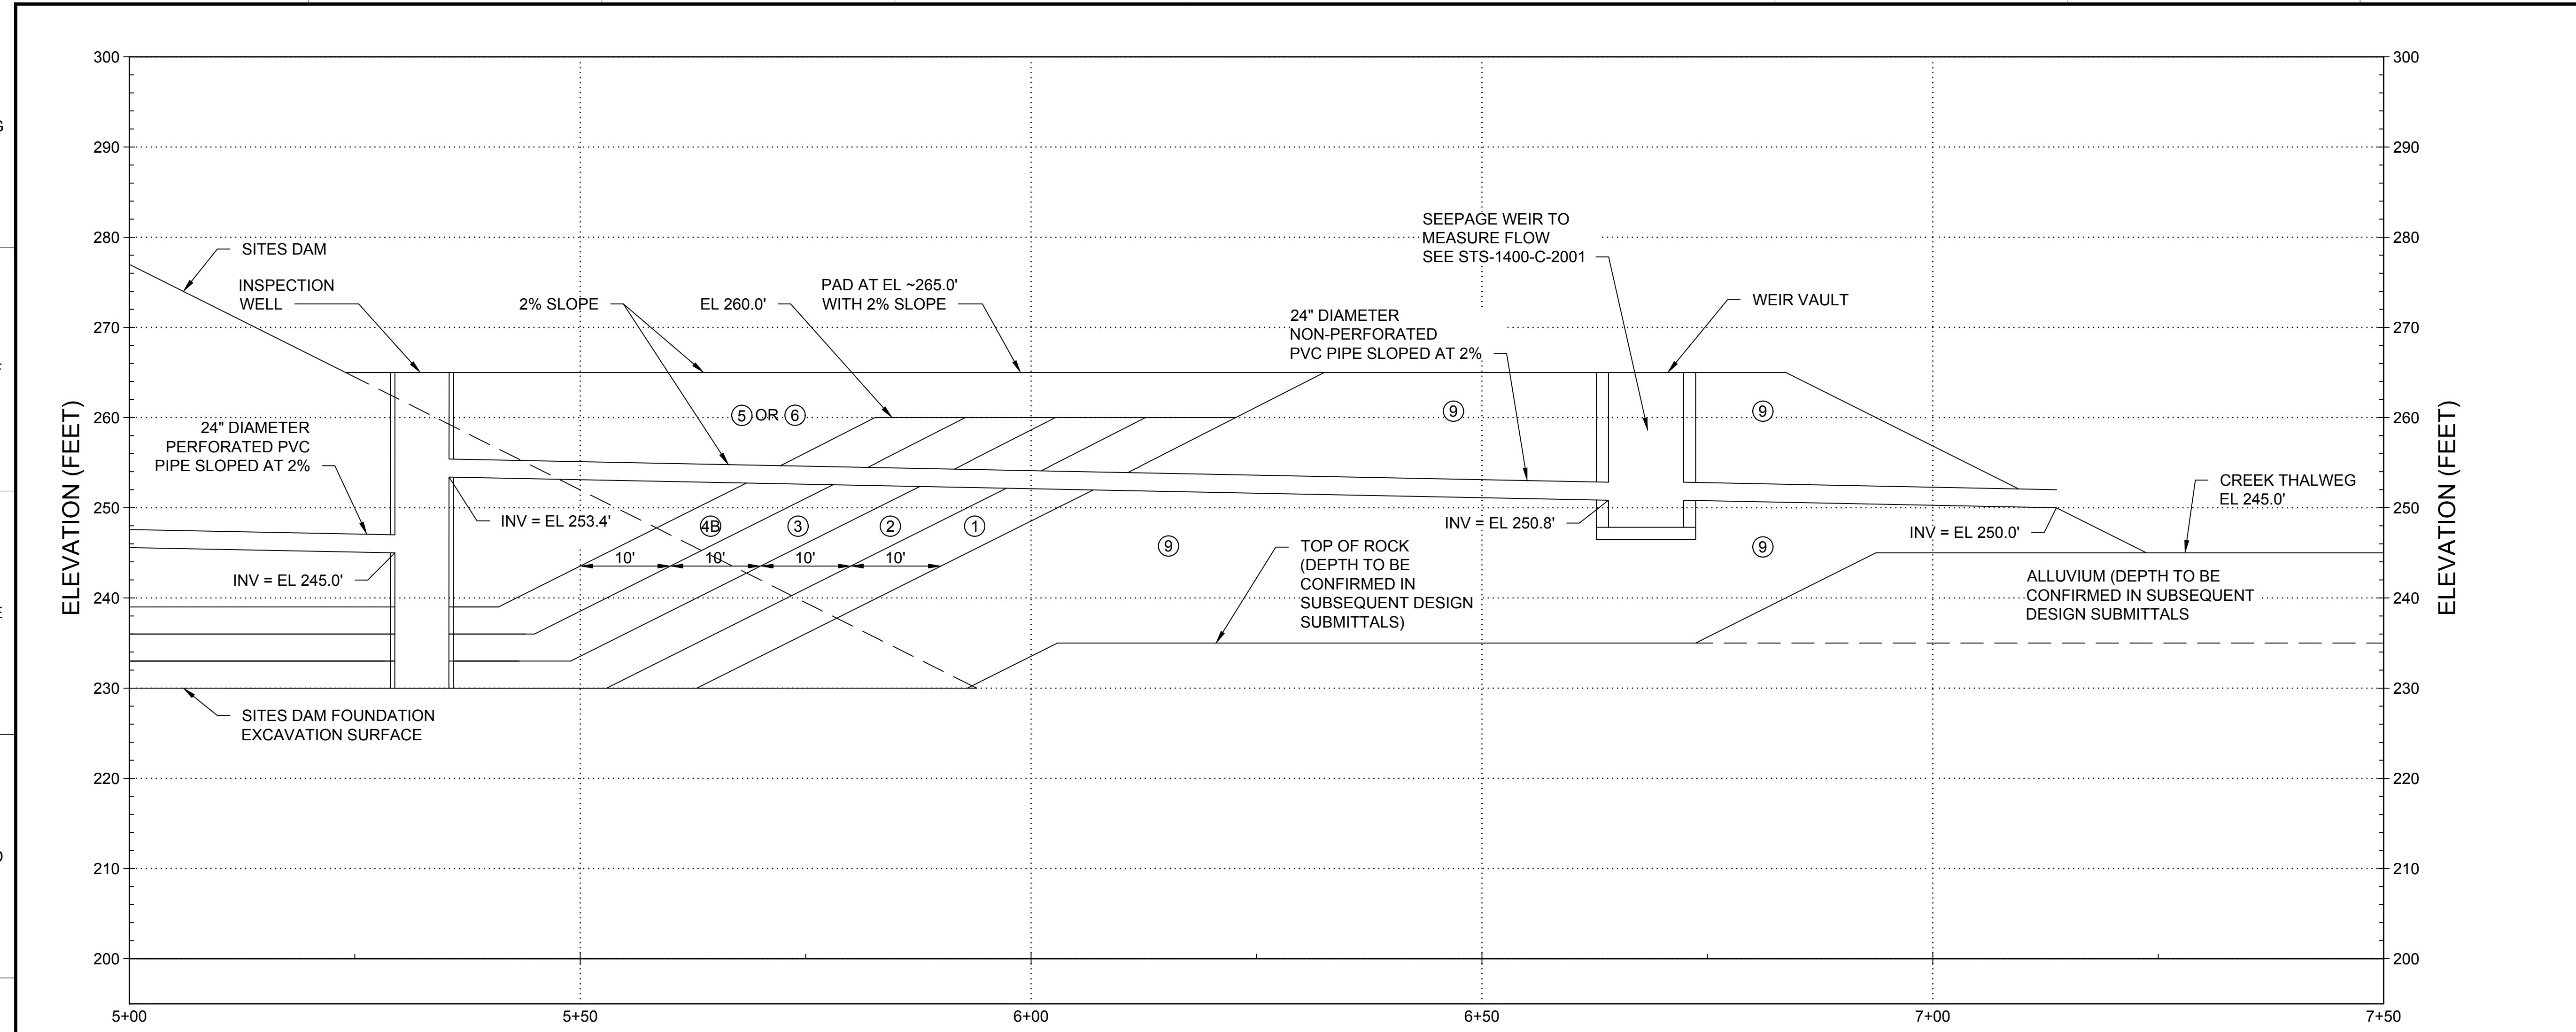 300
290
280
270
260
250
240
230
220
210
200
ELEVATION (FEET)
SITES DAM
INSPECTION
WELL
2% SLOPE
EL 260.0'
PAD AT EL ~265.0'
WITH 2% SLOPE
SEEPAGE WEIR TO
MEASURE FLOW
SEE STS-1400-C-2001
24" DIAMETER
NON-PERFORATED
PVC PIPE SLOPED AT 2%
WEIR VAULT
5 OR 6
9
9
24" DIAMETER
PERFORATED PVC
PIPE SLOPED AT 2%
INV = EL 253.4'
4B
3
2
1
9
10'
10'
10'
10'
INV = EL 245.0'
TOP OF ROCK
(DEPTH TO BE
CONFIRMED IN
SUBSEQUENT DESIGN
SUBMITTALS)
INV = EL 250.8'
9
INV = EL 250.0'
CREEK THALWEG
EL 245.0'
ALLUVIUM (DEPTH TO BE
CONFIRMED IN SUBSEQUENT
DESIGN SUBMITTALS
SITES DAM FOUNDATION
EXCAVATION SURFACE
300
290
280
270
260
250
240
230
220
210
200
ELEVATION (FEET)
5+00
5+50
6+00
6+50
7+00
7+50